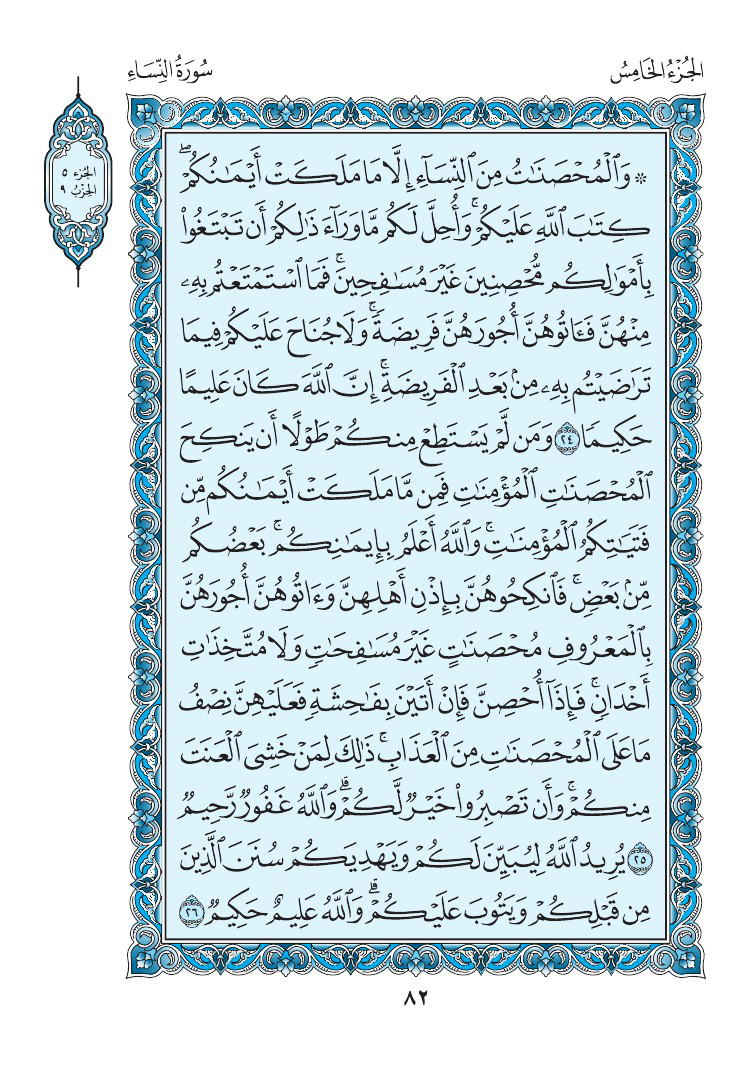 الجُزْءُ الخَامِسُ
سُورَةُ النِّسَاءِ
الجزء ٥
الحزب ٩
۞ وَٱلْمُحْصَنَٰتُ مِنَ ٱلنِّسَآءِ إِلَّا مَا مَلَكَتْ أَيْمَٰنُكُمْ ۖ
كِتَٰبَ ٱللَّهِ عَلَيْكُمْ ۚ وَأُحِلَّ لَكُم مَّا وَرَآءَ ذَٰلِكُمْ أَن تَبْتَغُوا۟
بِأَمْوَٰلِكُم مُّحْصِنِينَ غَيْرَ مُسَٰفِحِينَ ۚ فَمَا ٱسْتَمْتَعْتُم بِهِۦ
مِنْهُنَّ فَـَٔاتُوهُنَّ أُجُورَهُنَّ فَرِيضَةً ۚ وَلَا جُنَاحَ عَلَيْكُمْ فِيمَا
تَرَٰضَيْتُم بِهِۦ مِنۢ بَعْدِ ٱلْفَرِيضَةِ ۚ إِنَّ ٱللَّهَ كَانَ عَلِيمًا
حَكِيمًا ٢٤ وَمَن لَّمْ يَسْتَطِعْ مِنكُمْ طَوْلًا أَن يَنكِحَ
ٱلْمُحْصَنَٰتِ ٱلْمُؤْمِنَٰتِ فَمِن مَّا مَلَكَتْ أَيْمَٰنُكُم مِّن
فَتَيَٰتِكُمُ ٱلْمُؤْمِنَٰتِ ۚ وَٱللَّهُ أَعْلَمُ بِإِيمَٰنِكُم ۚ بَعْضُكُم
مِّنۢ بَعْضٍ ۚ فَٱنكِحُوهُنَّ بِإِذْنِ أَهْلِهِنَّ وَءَاتُوهُنَّ أُجُورَهُنَّ
بِٱلْمَعْرُوفِ مُحْصَنَٰتٍ غَيْرَ مُسَٰفِحَٰتٍ وَلَا مُتَّخِذَٰتِ
أَخْدَانٍ ۚ فَإِذَآ أُحْصِنَّ فَإِنْ أَتَيْنَ بِفَٰحِشَةٍ فَعَلَيْهِنَّ نِصْفُ
مَا عَلَى ٱلْمُحْصَنَٰتِ مِنَ ٱلْعَذَابِ ۚ ذَٰلِكَ لِمَنْ خَشِىَ ٱلْعَنَتَ
مِنكُمْ ۚ وَأَن تَصْبِرُوا۟ خَيْرٌ لَّكُمْ ۗ وَٱللَّهُ غَفُورٌ رَّحِيمٌ
٢٥ يُرِيدُ ٱللَّهُ لِيُبَيِّنَ لَكُمْ وَيَهْدِيَكُمْ سُنَنَ ٱلَّذِينَ
مِن قَبْلِكُمْ وَيَتُوبَ عَلَيْكُمْ ۗ وَٱللَّهُ عَلِيمٌ حَكِيمٌ ٢٦
٨٢